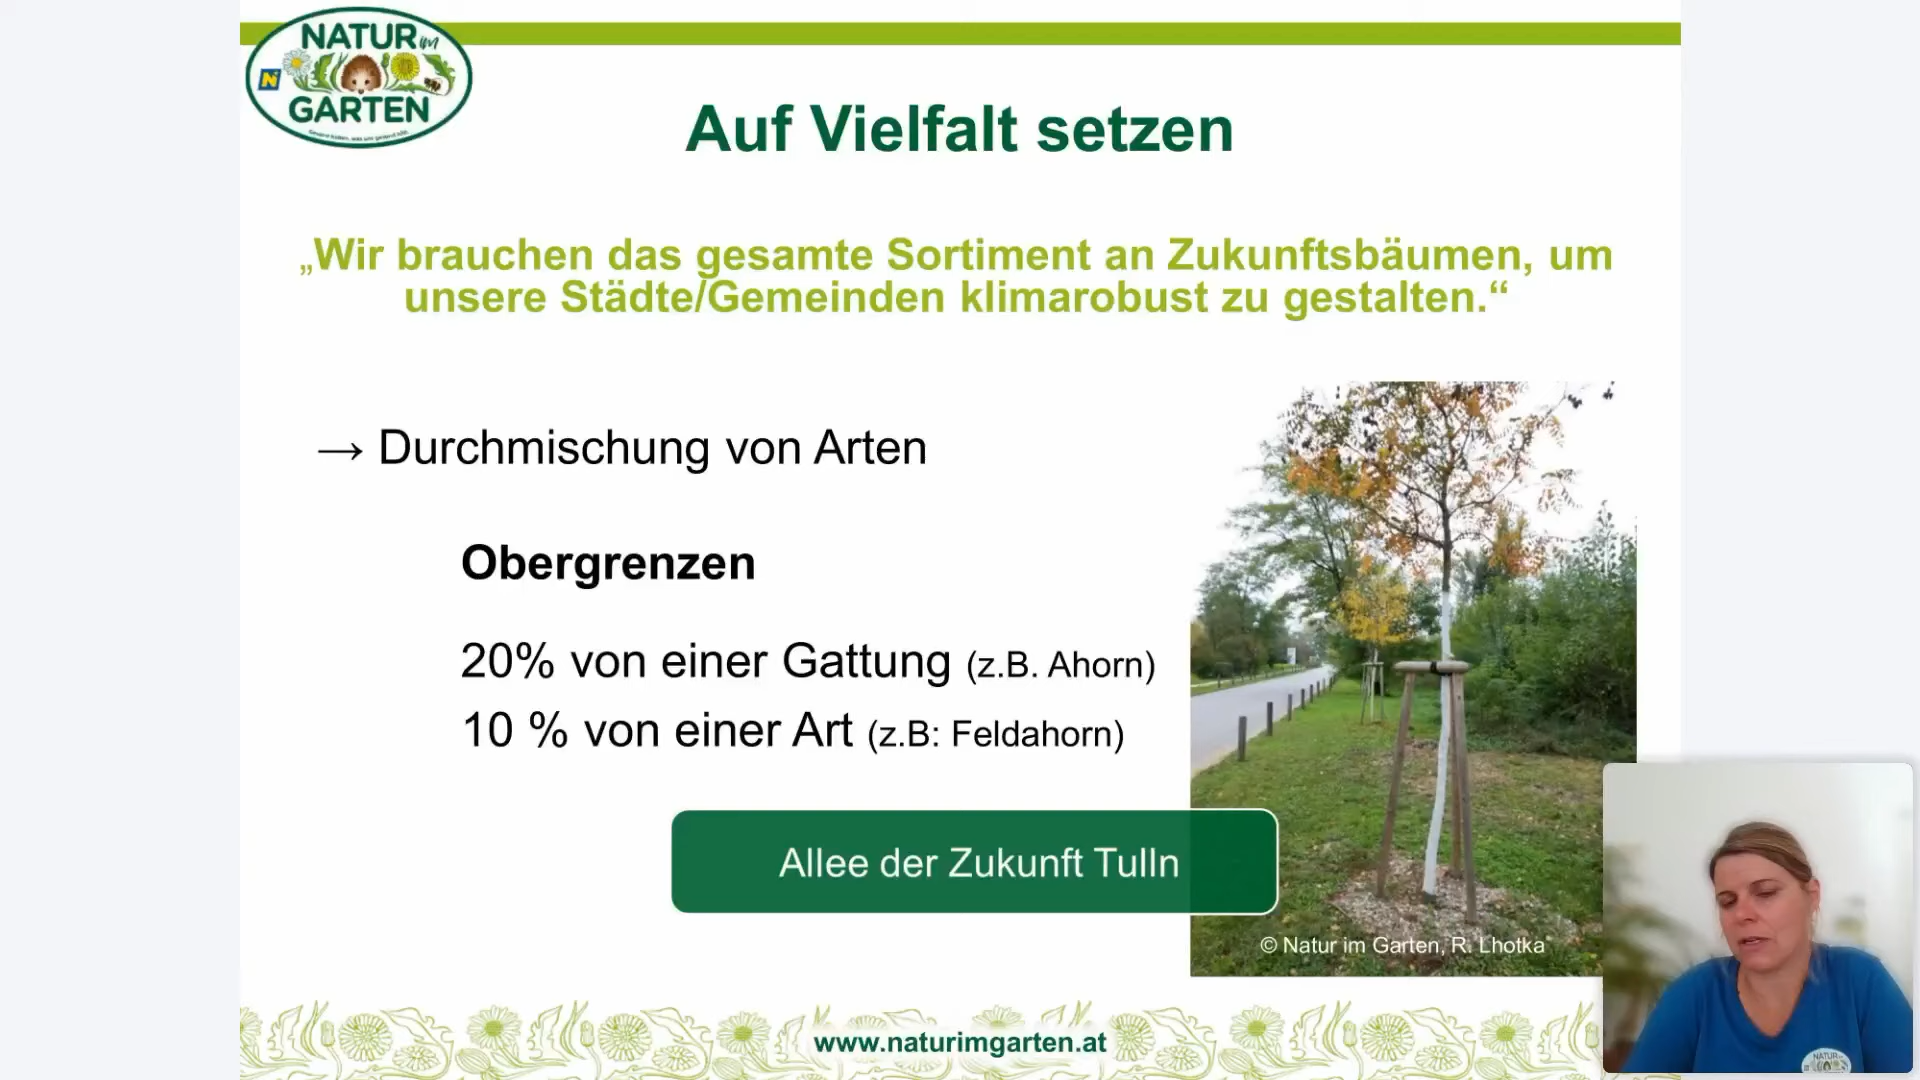 NATUR im
N
GARTEN
Auf Vielfalt setzen
„Wir brauchen das gesamte Sortiment an Zukunftsbäumen, um
unsere Städte/Gemeinden klimarobust zu gestalten.“
→ Durchmischung von Arten
Obergrenzen
20% von einer Gattung (z.B. Ahorn)
10 % von einer Art (z.B: Feldahorn)
Allee der Zukunft Tulln
© Natur im Garten, R. Lhotka
www.naturimgarten.at
NATUR